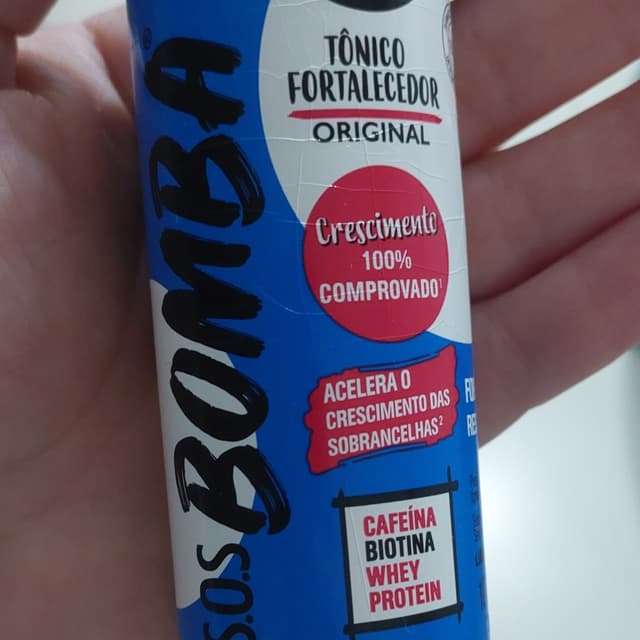 S.O.S BOMBA®
TÔNICO
FORTALECEDOR
ORIGINAL
Crescimento
100%
COMPROVADO¹
ACELERA O
CRESCIMENTO DAS
SOBRANCELHAS²
CAFEÍNA
BIOTINA
WHEY
PROTEIN